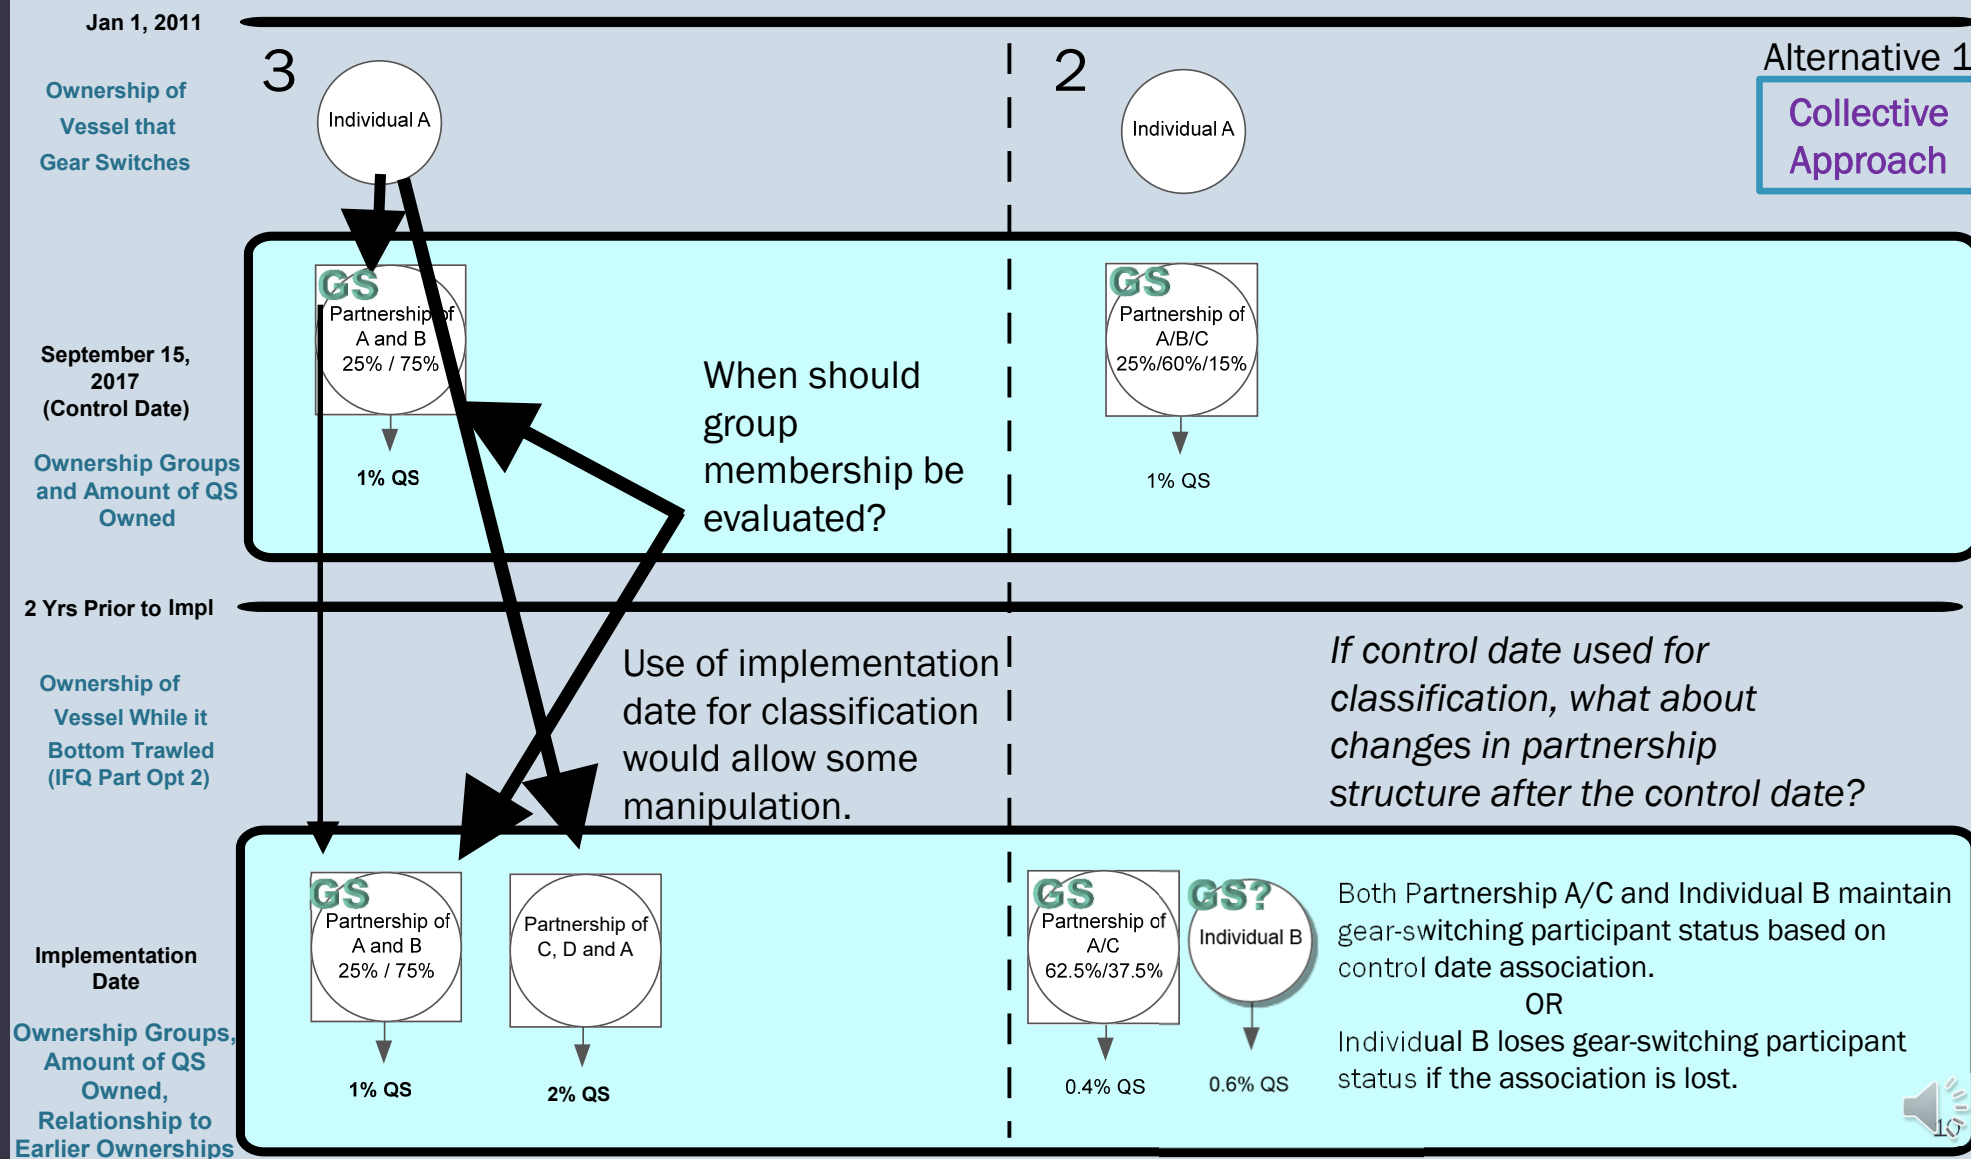 Jan 1, 2011
Ownership of
Vessel that
Gear Switches
3
Individual A
2
Individual A
Alternative 1
Collective
Approach
September 15,
2017
(Control Date)
Ownership Groups
and Amount of QS
Owned
GS
Partnership of
A and B
25% / 75%
1% QS
When should
group
membership be
evaluated?
GS
Partnership of
A/B/C
25%/60%/15%
1% QS
2 Yrs Prior to Impl
Ownership of
Vessel While it
Bottom Trawled
(IFQ Part Opt 2)
Use of implementation
date for classification
would allow some
manipulation.
If control date used for
classification, what about
changes in partnership
structure after the control date?
Implementation
Date
Ownership Groups,
Amount of QS
Owned,
Relationship to
Earlier Ownerships
GS
Partnership of
A and B
25% / 75%
1% QS
Partnership of
C, D and A
2% QS
GS
Partnership of
A/C
62.5%/37.5%
0.4% QS
GS?
Individual B
0.6% QS
Both Partnership A/C and Individual B maintain
gear-switching participant status based on
control date association.
OR
Individual B loses gear-switching participant
status if the association is lost.
10